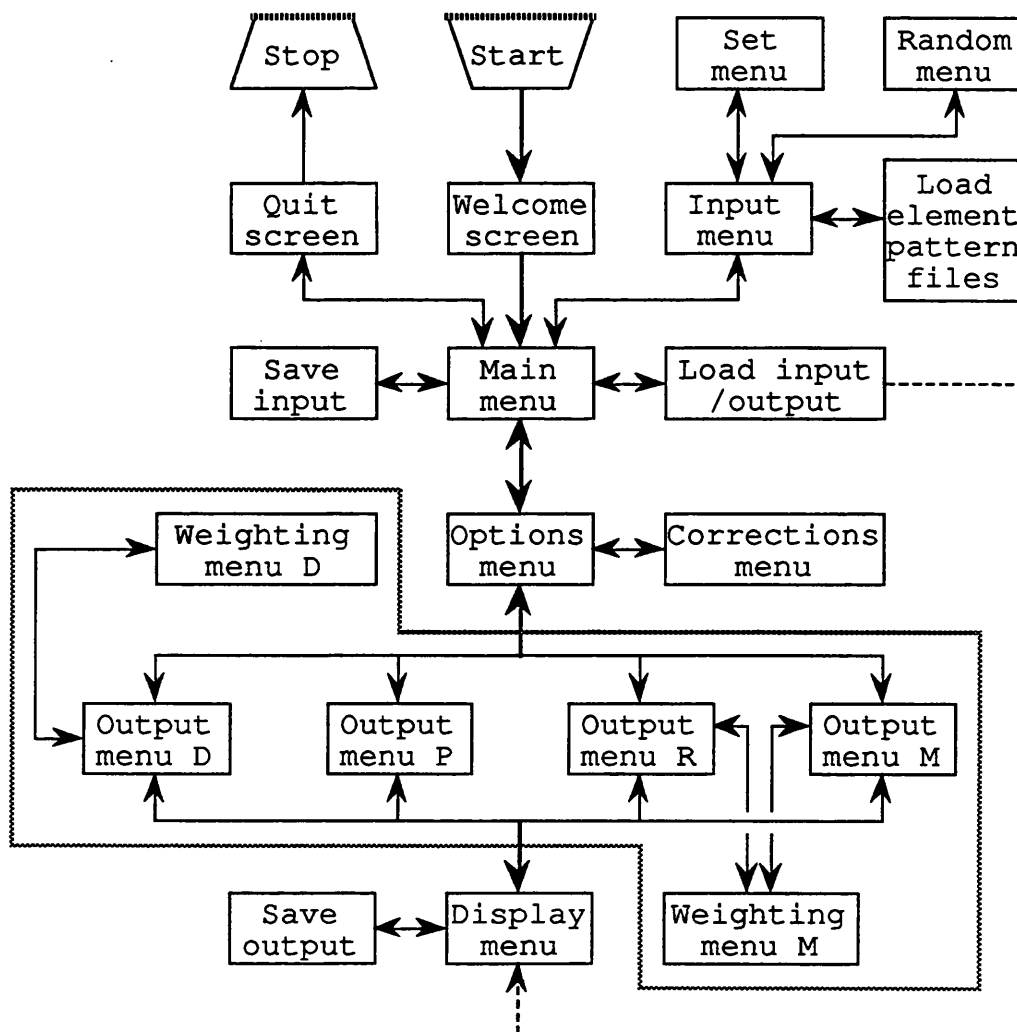 Stop
Start
Set
menu
Random
menu
Quit
screen
Welcome
screen
Input
menu
Load
element
pattern
files
Save
input
Main
menu
Load input
/output
Weighting
menu D
Options
menu
Corrections
menu
Output
menu D
Output
menu P
Output
menu R
Output
menu M
Save
output
Display
menu
Weighting
menu M